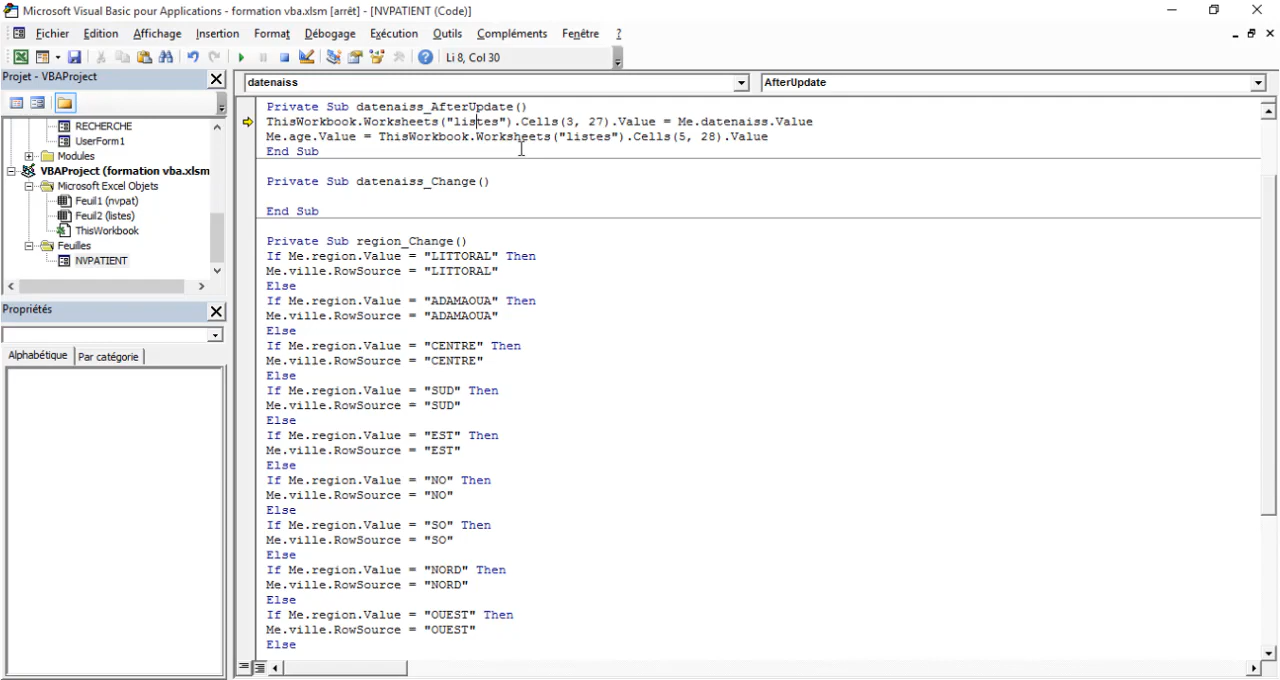 Microsoft Visual Basic pour Applications - formation vba.xlsm [arrêt] - [NVPATIENT (Code)]
Fichier Edition Affichage Insertion Format Débogage Exécution Outils Compléments Fenêtre ?
Li 8, Col 30
Projet - VBAProject
datenaiss
AfterUpdate
RECHERCHE
UserForm1
Modules
VBAProject (formation vba.xlsm
Microsoft Excel Objets
Feuil1 (nvpat)
Feuil2 (listes)
ThisWorkbook
Feuilles
NVPATIENT
Propriétés
Alphabétique Par catégorie
Private Sub datenaiss_AfterUpdate()
ThisWorkbook.Worksheets("listes").Cells(3, 27).Value = Me.datenaiss.Value
Me.age.Value = ThisWorkbook.Worksheets("listes").Cells(5, 28).Value
End Sub
Private Sub datenaiss_Change()
End Sub
Private Sub region_Change()
If Me.region.Value = "LITTORAL" Then
Me.ville.RowSource = "LITTORAL"
Else
If Me.region.Value = "ADAMAOUA" Then
Me.ville.RowSource = "ADAMAOUA"
Else
If Me.region.Value = "CENTRE" Then
Me.ville.RowSource = "CENTRE"
Else
If Me.region.Value = "SUD" Then
Me.ville.RowSource = "SUD"
Else
If Me.region.Value = "EST" Then
Me.ville.RowSource = "EST"
Else
If Me.region.Value = "NO" Then
Me.ville.RowSource = "NO"
Else
If Me.region.Value = "SO" Then
Me.ville.RowSource = "SO"
Else
If Me.region.Value = "NORD" Then
Me.ville.RowSource = "NORD"
Else
If Me.region.Value = "OUEST" Then
Me.ville.RowSource = "OUEST"
Else